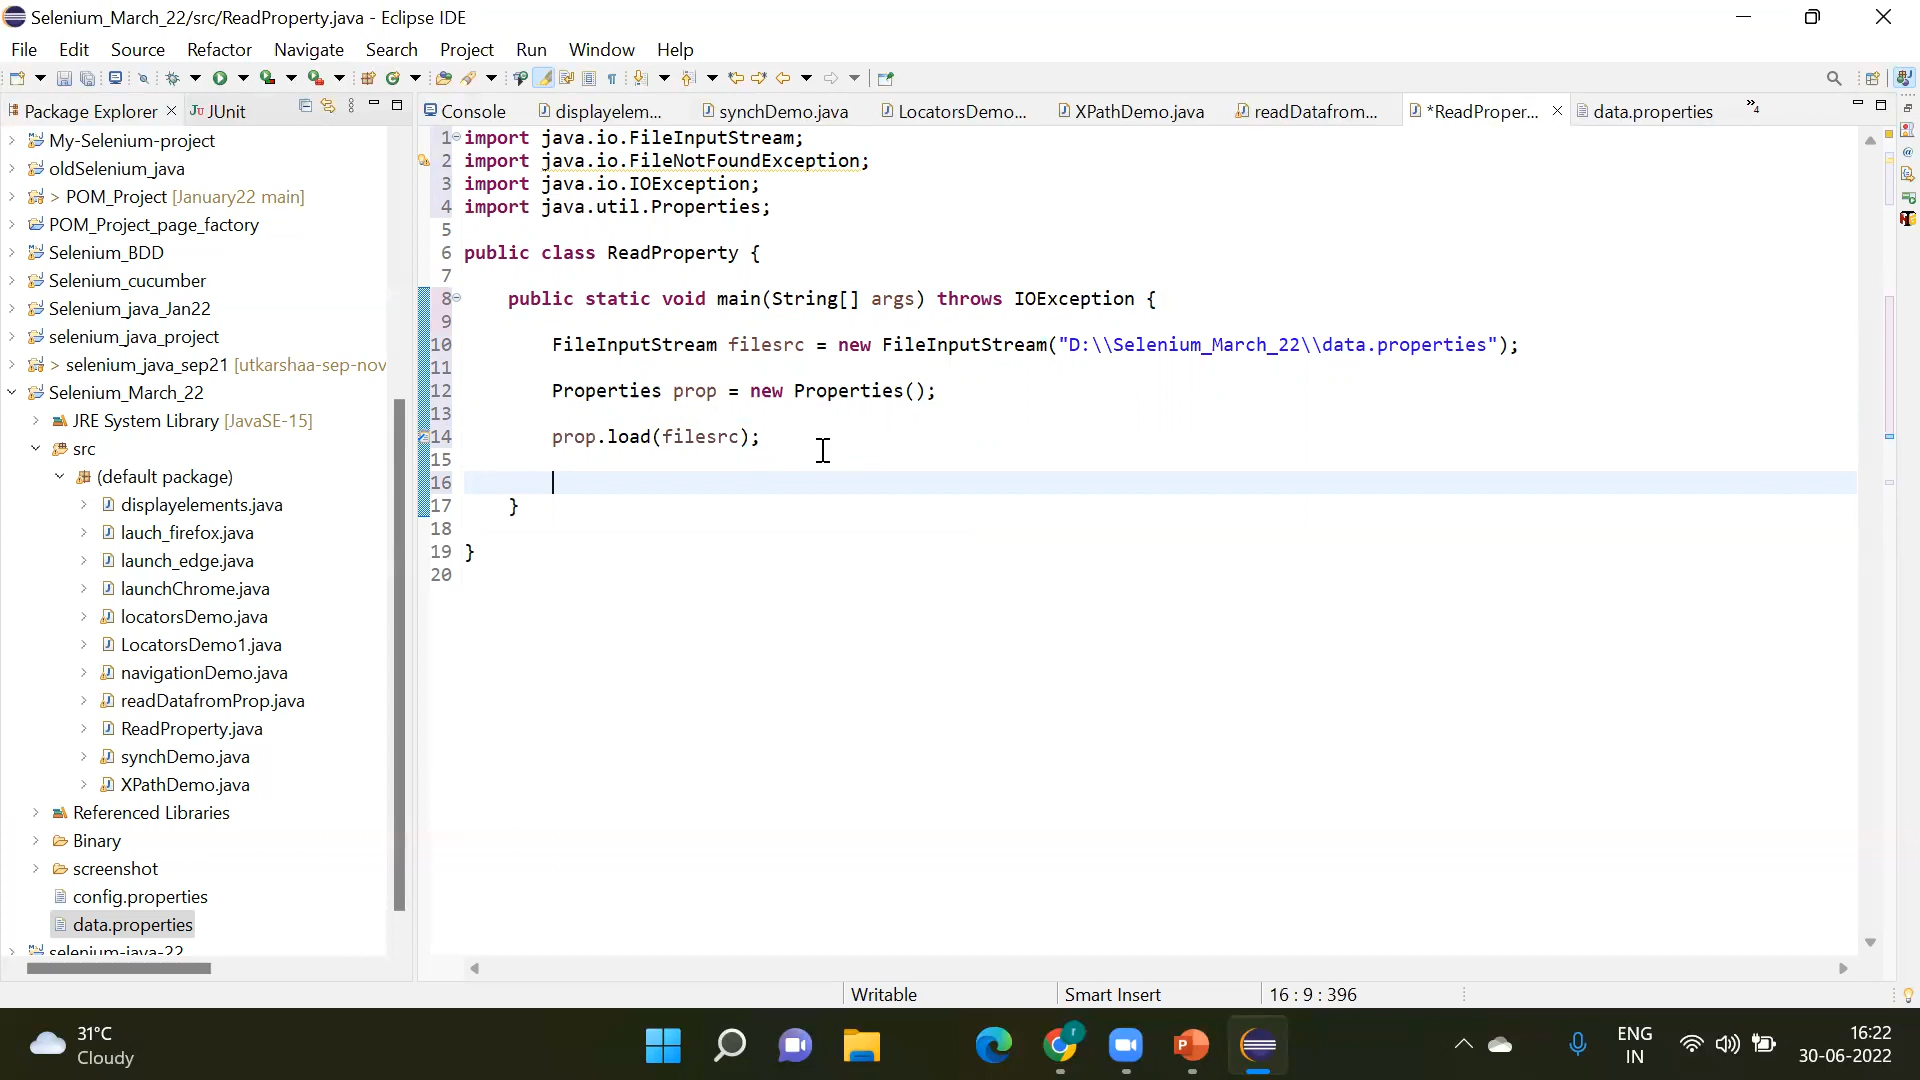 Selenium_March_22/src/ReadProperty.java - Eclipse IDE
File Edit Source Refactor Navigate Search Project Run Window Help
Package Explorer JUnit
Console displayelem... synchDemo.java LocatorsDemo... XPathDemo.java readDatafrom... *ReadProper... data.properties »4
My-Selenium-project
oldSelenium_java
> POM_Project [January22 main]
POM_Project_page_factory
Selenium_BDD
Selenium_cucumber
Selenium_java_Jan22
selenium_java_project
> selenium_java_sep21 [utkarshaa-sep-nov
Selenium_March_22
JRE System Library [JavaSE-15]
src
(default package)
displayelements.java
lauch_firefox.java
launch_edge.java
launchChrome.java
locatorsDemo.java
LocatorsDemo1.java
navigationDemo.java
readDatafromProp.java
ReadProperty.java
synchDemo.java
XPathDemo.java
Referenced Libraries
Binary
screenshot
config.properties
data.properties
selenium-java-22
1 import java.io.FileInputStream;
2 import java.io.FileNotFoundException;
3 import java.io.IOException;
4 import java.util.Properties;
5
6 public class ReadProperty {
7
8 public static void main(String[] args) throws IOException {
9
10 FileInputStream filesrc = new FileInputStream("D:\\Selenium_March_22\\data.properties");
11
12 Properties prop = new Properties();
13
14 prop.load(filesrc);
15
16
17 }
18
19 }
20
Writable Smart Insert 16 : 9 : 396
31°C
Cloudy
ENG
IN
16:22
30-06-2022